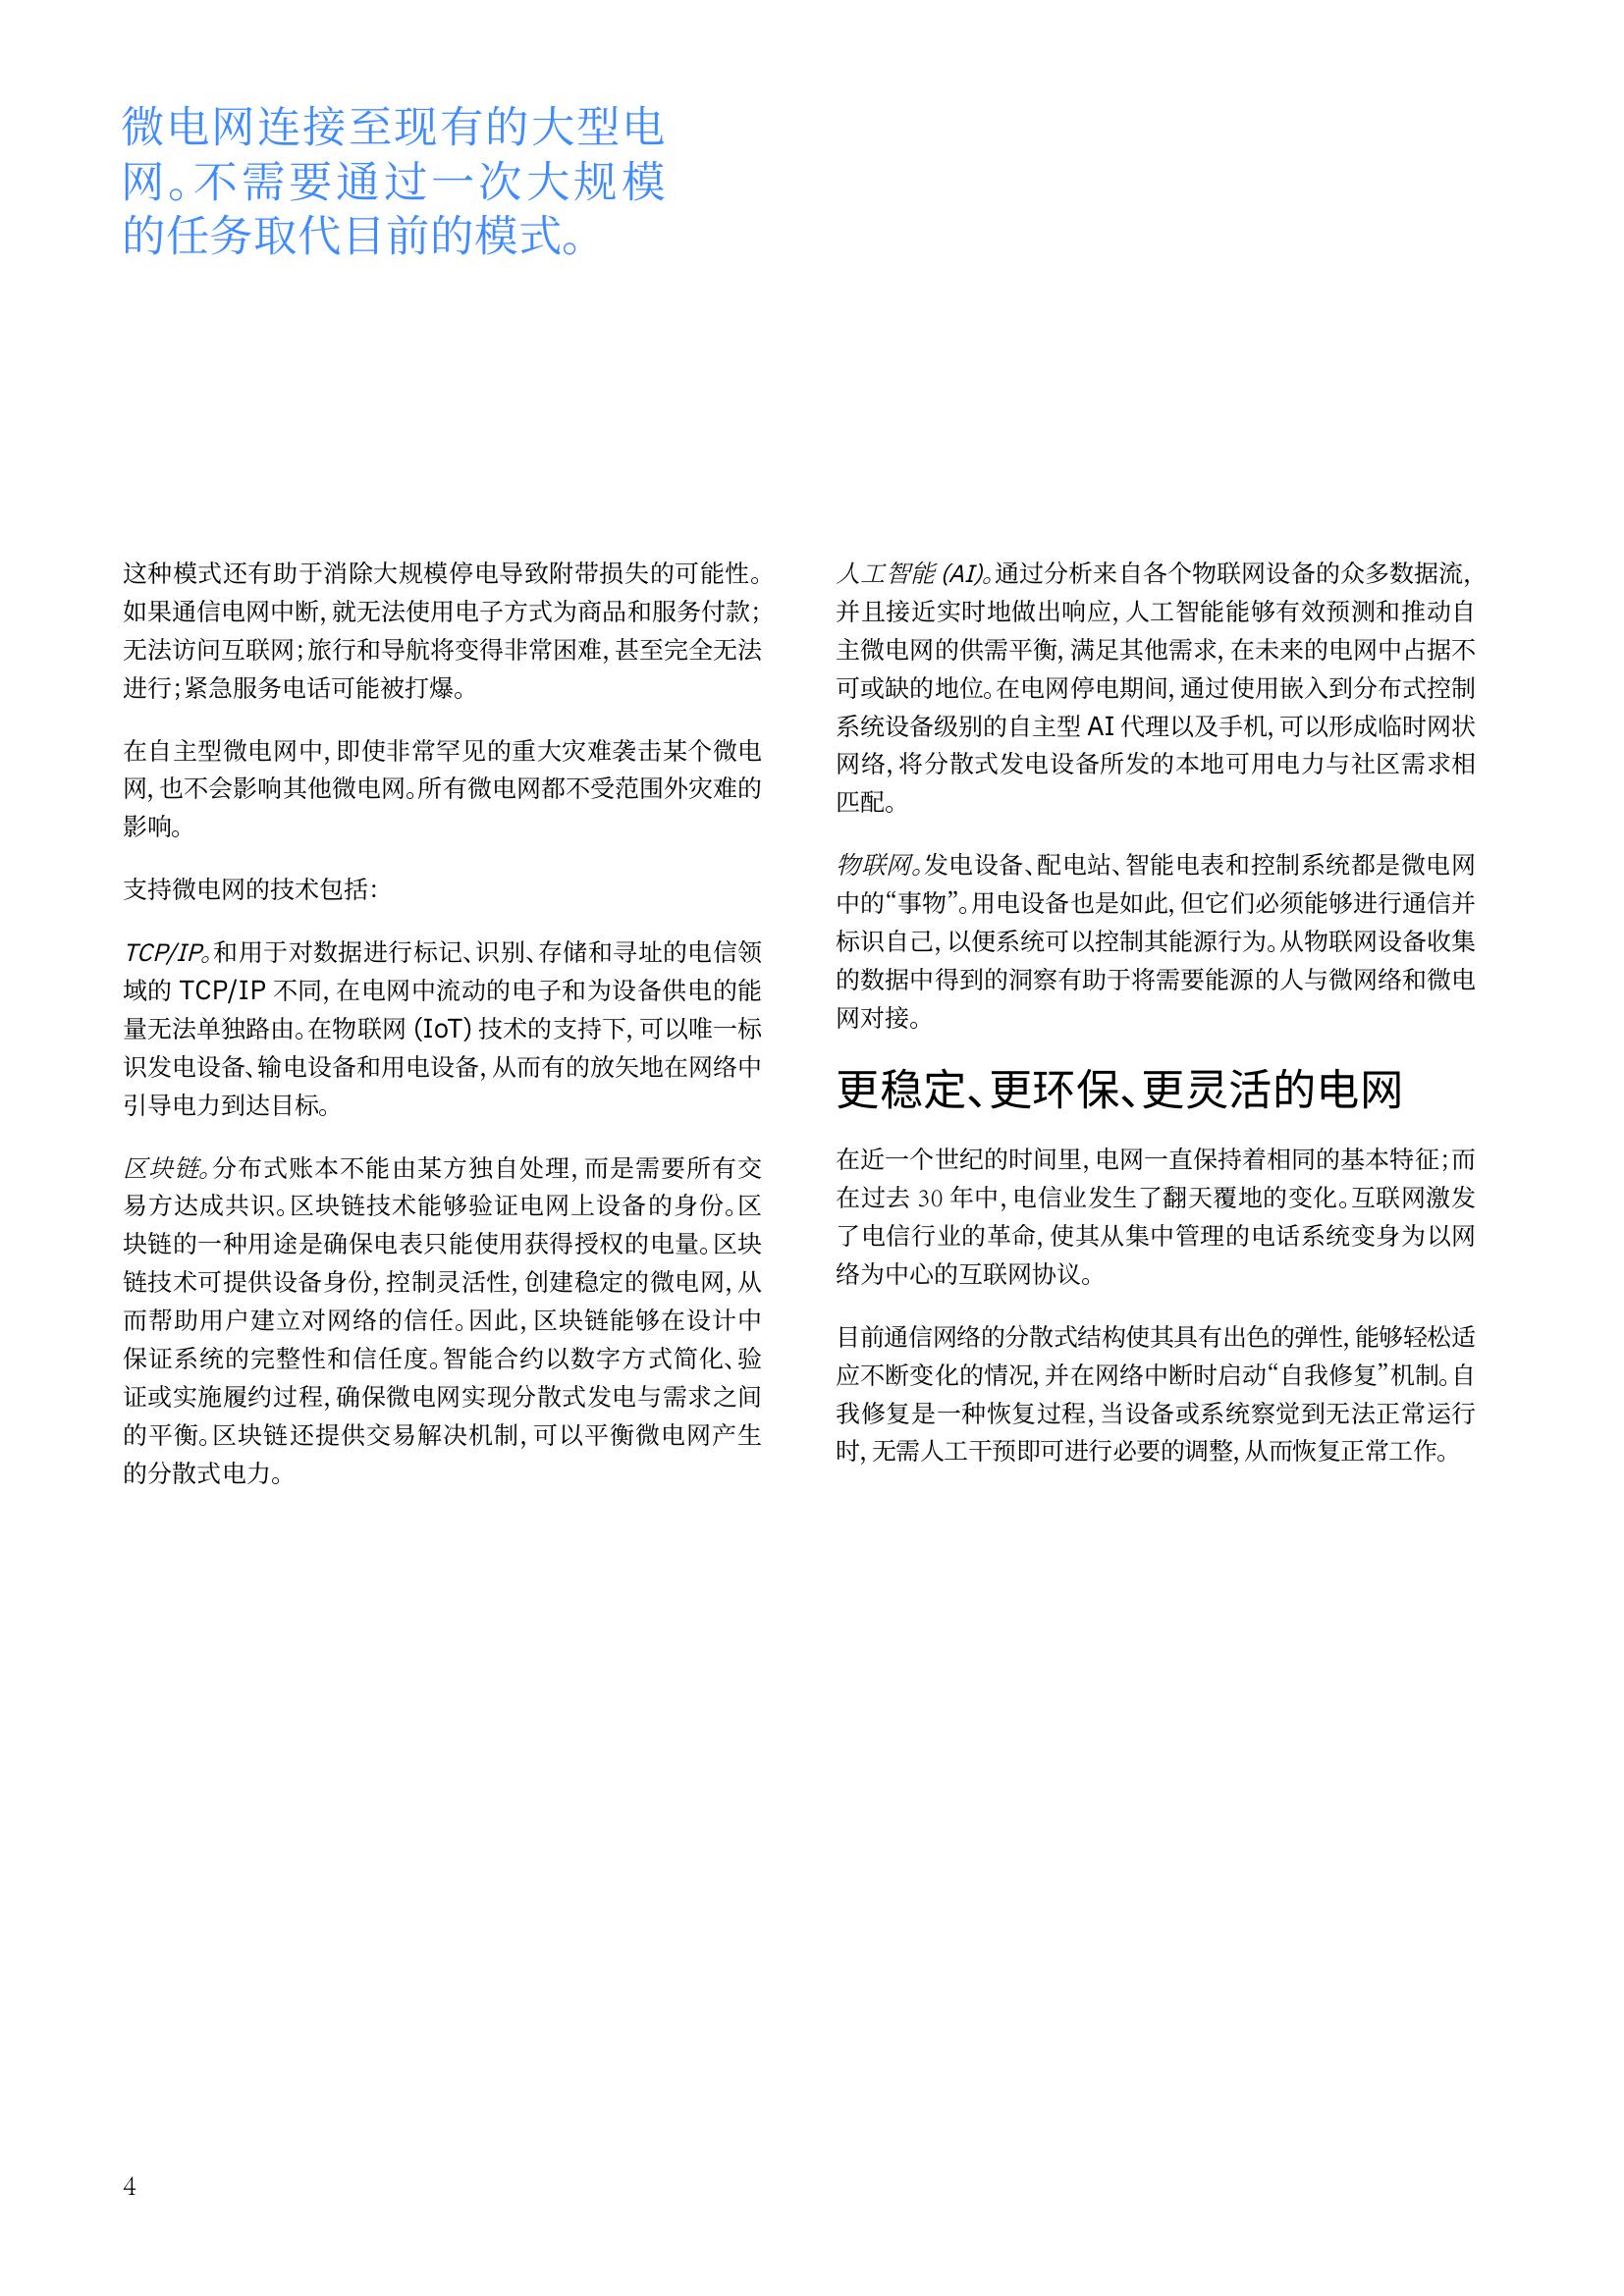 微电网连接至现有的大型电
网。不需要通过一次大规模
的任务取代目前的模式。
这种模式还有助于消除大规模停电导致附带损失的可能性。
如果通信电网中断, 就无法使用电子方式为商品和服务付款;
无法访问互联网; 旅行和导航将变得非常困难, 甚至完全无法
进行; 紧急服务电话可能被打爆。
在自主型微电网中, 即使非常罕见的重大灾难袭击某个微电
网, 也不会影响其他微电网。所有微电网都不受范围外灾难的
影响。
支持微电网的技术包括:
TCP/IP。和用于对数据进行标记、识别、存储和寻址的电信领
域的 TCP/IP 不同, 在电网中流动的电子和为设备供电的能
量无法单独路由。在物联网 (IoT) 技术的支持下, 可以唯一标
识发电设备、输电设备和用电设备, 从而有的放矢地在网络中
引导电力到达目标。
区块链。分布式账本不能由某方独自处理, 而是需要所有交
易方达成共识。区块链技术能够验证电网上设备的身份。区
块链的一种用途是确保电表只能使用获得授权的电量。区块
链技术可提供设备身份, 控制灵活性, 创建稳定的微电网, 从
而帮助用户建立对网络的信任。因此, 区块链能够在设计中
保证系统的完整性和信任度。智能合约以数字方式简化、验
证或实施履约过程, 确保微电网实现分散式发电与需求之间
的平衡。区块链还提供交易解决机制, 可以平衡微电网产生
的分散式电力。
人工智能 (AI)。通过分析来自各个物联网设备的众多数据流,
并且接近实时地做出响应, 人工智能能够有效预测和推动自
主微电网的供需平衡, 满足其他需求, 在未来的电网中占据不
可或缺的地位。在电网停电期间, 通过使用嵌入到分布式控制
系统设备级别的自主型 AI 代理以及手机, 可以形成临时网状
网络, 将分散式发电设备所发的本地可用电力与社区需求相
匹配。
物联网。发电设备、配电站、智能电表和控制系统都是微电网
中的“事物”。用电设备也是如此, 但它们必须能够进行通信并
标识自己, 以便系统可以控制其能源行为。从物联网设备收集
的数据中得到的洞察有助于将需要能源的人与微网络和微电
网对接。
更稳定、更环保、更灵活的电网
在近一个世纪的时间里, 电网一直保持着相同的基本特征; 而
在过去 30 年中, 电信业发生了翻天覆地的变化。互联网激发
了电信行业的革命, 使其从集中管理的电话系统变身为以网
络为中心的互联网协议。
目前通信网络的分散式结构使其具有出色的弹性, 能够轻松适
应不断变化的情况, 并在网络中断时启动“自我修复”机制。自
我修复是一种恢复过程, 当设备或系统察觉到无法正常运行
时, 无需人工干预即可进行必要的调整, 从而恢复正常工作。
4